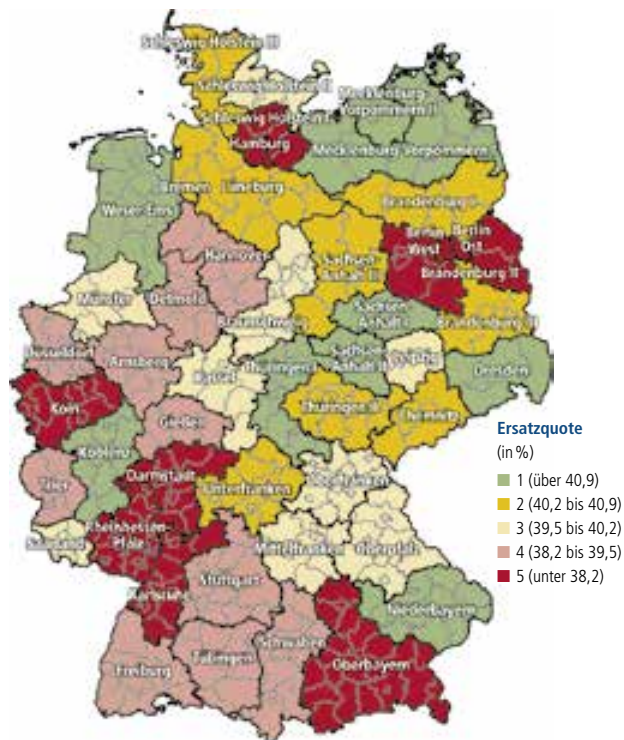 Schleswig Holstein III
Schleswig Holstein II
Mecklenburg
Vorpommern II
Schleswig Holstein I
Hamburg
Mecklenburg Vorpommern
Bremen
Lüneburg
Brandenburg I
Weser-Ems
Berlin
West
Berlin
Ost
Hannover
Sachsen
Anhalt
Brandenburg II
Münster
Detmold
Braunschweig
Sachsen
Anhalt I
Brandenburg III
Düsseldorf
Arnsberg
Kassel
Thüringen I
Sachsen
Anhalt II
Leipzig
Dresden
Köln
Gießen
Thüringen II
Chemnitz
Koblenz
Ersatzquote
(in %)
1 (über 40,9)
2 (40,2 bis 40,9)
3 (39,5 bis 40,2)
4 (38,2 bis 39,5)
5 (unter 38,2)
Trier
Darmstadt
Unterfranken
Oberfranken
Rheinhessen-
Pfalz
Saarland
Mittelfranken
Oberpfalz
Karlsruhe
Stuttgart
Niederbayern
Schwaben
Freiburg
Tübingen
Oberbayern